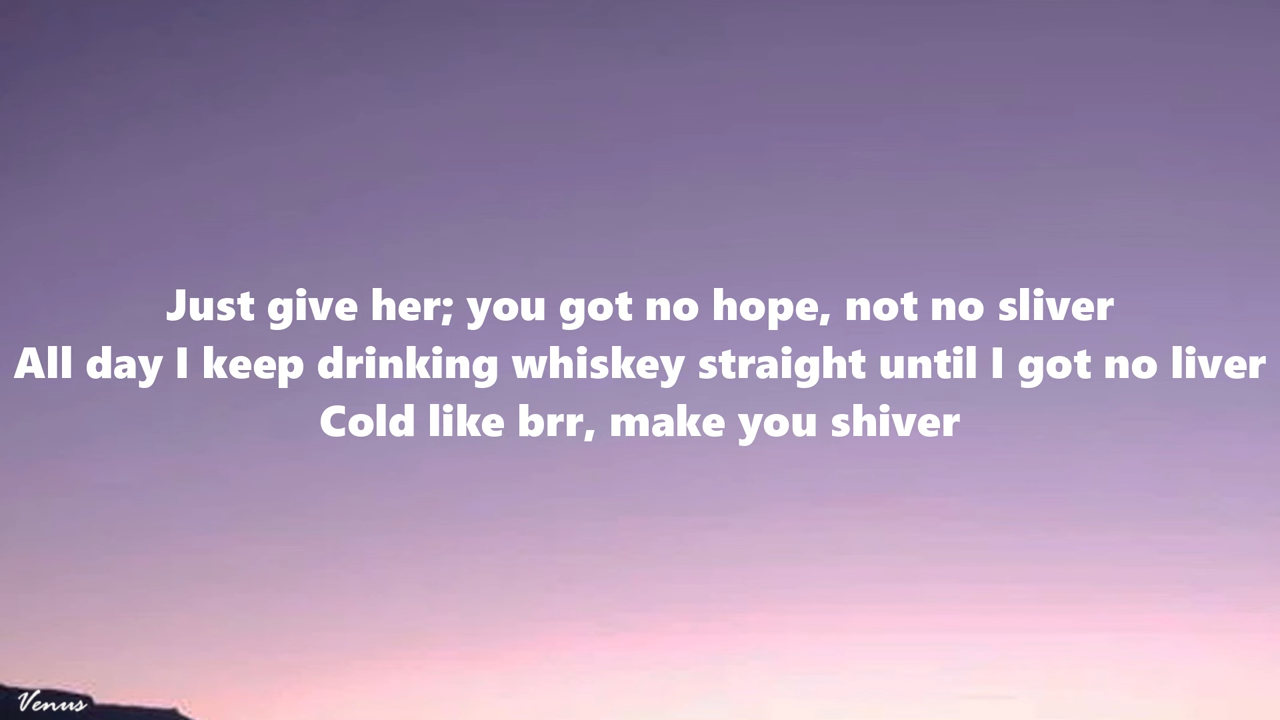 Just give her; you got no hope, not no sliver
All day I keep drinking whiskey straight until I got no liver
Cold like brr, make you shiver
Venus